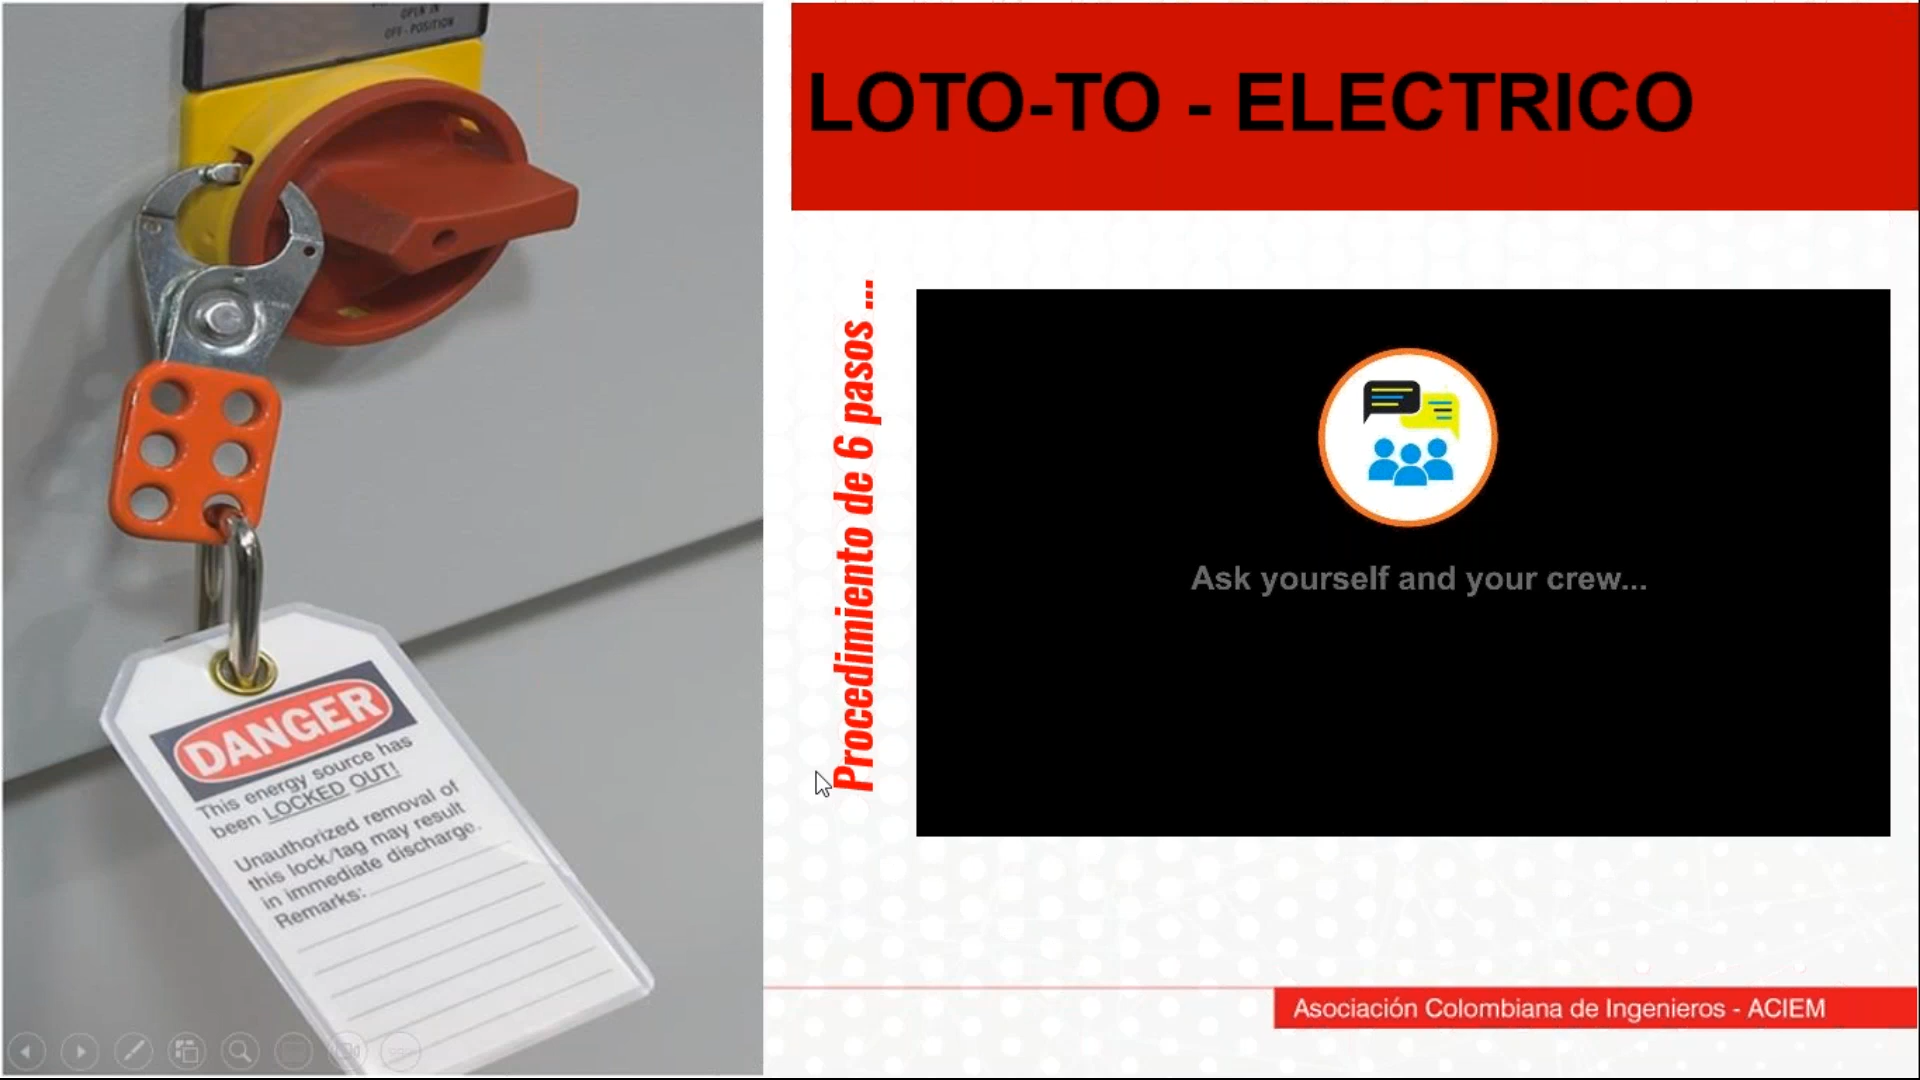 OPEN IN
OFF - POSITION
LOTO-TO - ELECTRICO
Procedimiento de 6 pasos ...
Ask yourself and your crew...
DANGER
This energy source has
been LOCKED OUT!
Unauthorized removal of
this lock/tag may result
in immediate discharge.
Remarks:
Asociación Colombiana de Ingenieros - ACIEM